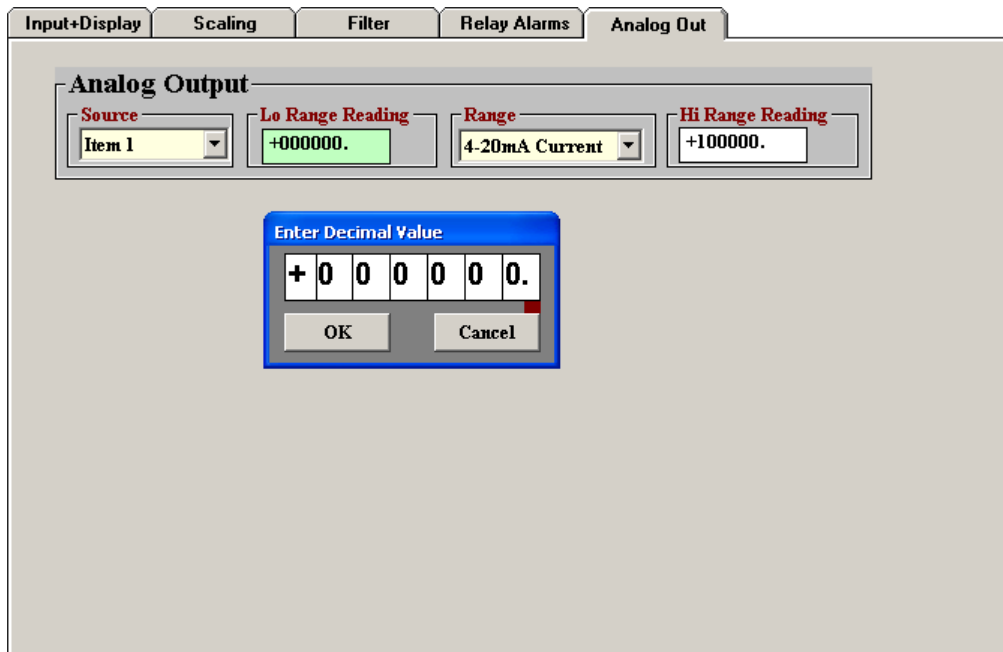 Input+Display Scaling Filter Relay Alarms Analog Out
Analog Output
Source Lo Range Reading Range Hi Range Reading
Item 1 +000000. 4-20mA Current +100000.
Enter Decimal Value
+ 0 0 0 0 0 0.
OK Cancel